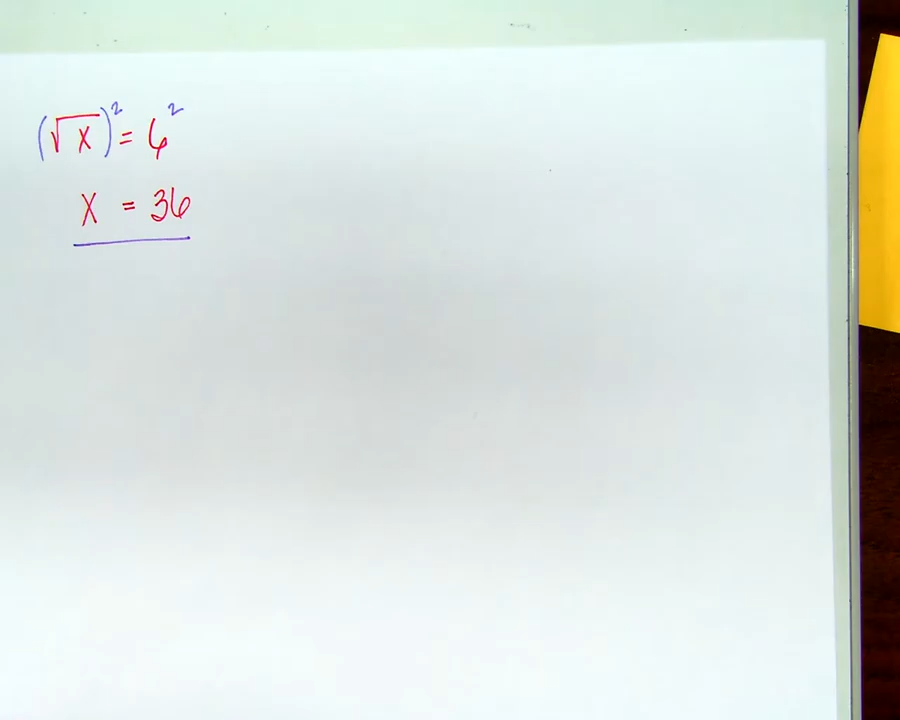 (√x)² = 6²
x = 36